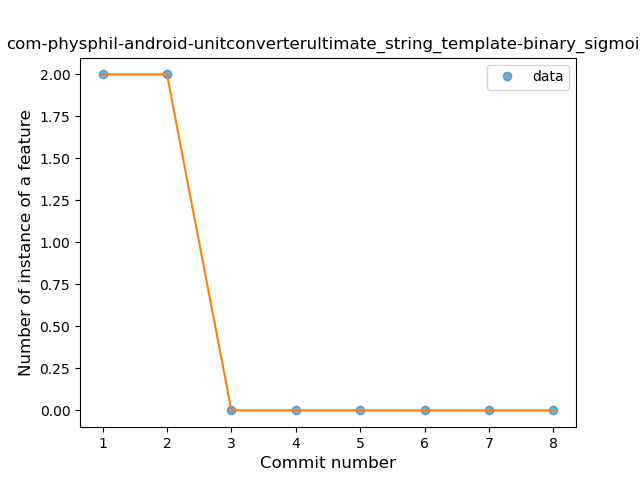 com-physphil-android-unitconverterultimate_string_template-binary_sigmoi
data
Number of instance of a feature
2.00
1.75
1.50
1.25
1.00
0.75
0.50
0.25
0.00
1 2 3 4 5 6 7 8
Commit number